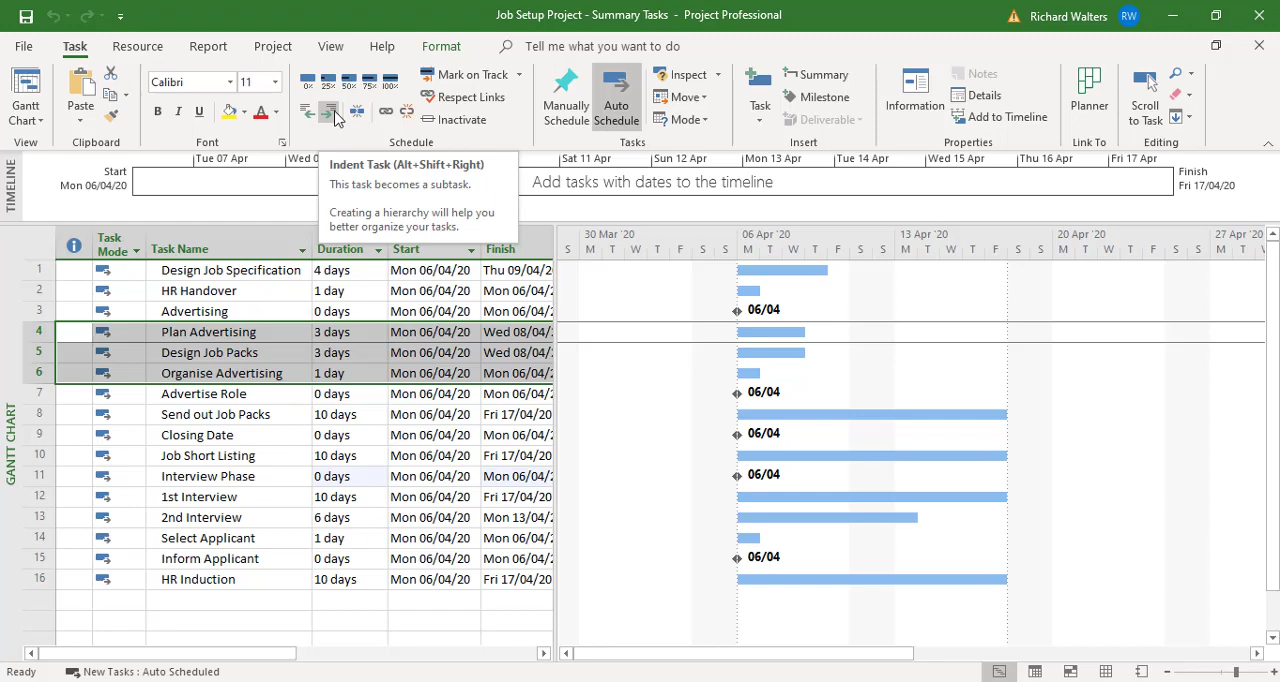 Job Setup Project - Summary Tasks - Project Professional
Richard Walters RW
File Task Resource Report Project View Help Format Tell me what you want to do
Gantt Chart
Paste
Calibri 11
B I U A
0% 25% 50% 75% 100%
Mark on Track
Respect Links
Inactivate
Manually Schedule
Auto Schedule
Inspect
Move
Mode
Task
Summary
Milestone
Deliverable
Information
Notes
Details
Add to Timeline
Planner
Scroll to Task
View Clipboard Font Schedule Tasks Insert Properties Link To Editing
Indent Task (Alt+Shift+Right)
This task becomes a subtask.
Creating a hierarchy will help you
better organize your tasks.
TIMELINE
Start
Mon 06/04/20
Tue 07 Apr Wed 0 Sat 11 Apr Mon 13 Apr Tue 14 Apr Wed 15 Apr Thu 16 Apr Fri 17 Apr
Add tasks with dates to the timeline
Finish
Fri 17/04/20
GANTT CHART
Task Mode Task Name Duration Start Finish
30 Mar '20 06 Apr '20 13 Apr '20 20 Apr '20 27 Apr '20
S M T W T F S S M T W T F S S M T W T F S S M T W T F S S M T W
1 Design Job Specification 4 days Mon 06/04/20 Thu 09/04/2
2 HR Handover 1 day Mon 06/04/20 Mon 06/04/2
3 Advertising 0 days Mon 06/04/20 Mon 06/04/2 06/04
4 Plan Advertising 3 days Mon 06/04/20 Wed 08/04/
5 Design Job Packs 3 days Mon 06/04/20 Wed 08/04/
6 Organise Advertising 1 day Mon 06/04/20 Mon 06/04/
7 Advertise Role 0 days Mon 06/04/20 Mon 06/04/2 06/04
8 Send out Job Packs 10 days Mon 06/04/20 Fri 17/04/20
9 Closing Date 0 days Mon 06/04/20 Mon 06/04/2 06/04
10 Job Short Listing 10 days Mon 06/04/20 Fri 17/04/20
11 Interview Phase 0 days Mon 06/04/20 Mon 06/04/2 06/04
12 1st Interview 10 days Mon 06/04/20 Fri 17/04/20
13 2nd Interview 6 days Mon 06/04/20 Mon 13/04/2
14 Select Applicant 1 day Mon 06/04/20 Mon 06/04/2
15 Inform Applicant 0 days Mon 06/04/20 Mon 06/04/2 06/04
16 HR Induction 10 days Mon 06/04/20 Fri 17/04/20
Ready New Tasks : Auto Scheduled